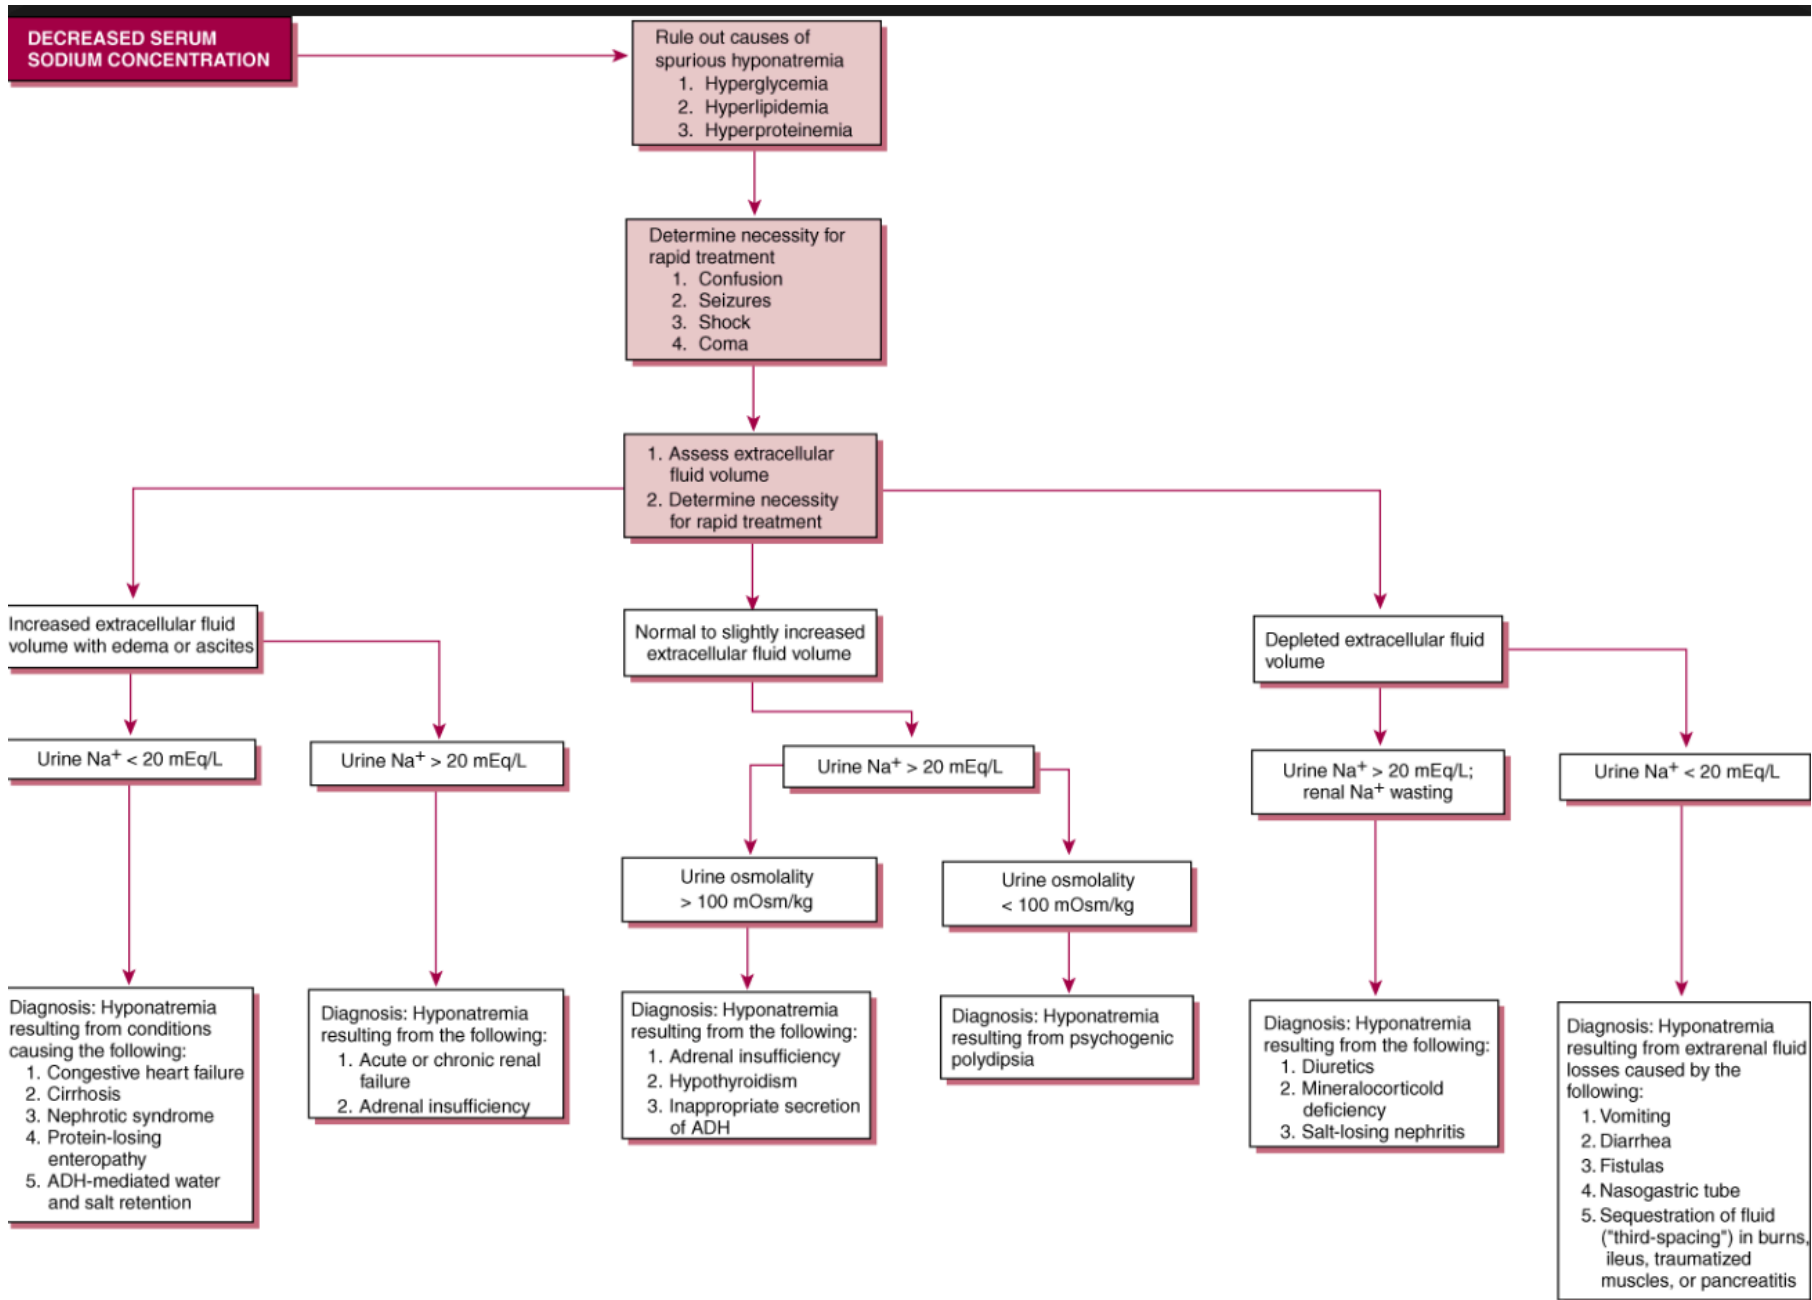 DECREASED SERUM
SODIUM CONCENTRATION
Rule out causes of
spurious hyponatremia
1. Hyperglycemia
2. Hyperlipidemia
3. Hyperproteinemia
Determine necessity for
rapid treatment
1. Confusion
2. Seizures
3. Shock
4. Coma
1. Assess extracellular
fluid volume
2. Determine necessity
for rapid treatment
Increased extracellular fluid
volume with edema or ascites
Normal to slightly increased
extracellular fluid volume
Depleted extracellular fluid
volume
Urine Na+ < 20 mEq/L
Urine Na+ > 20 mEq/L
Urine Na+ > 20 mEq/L
Urine Na+ > 20 mEq/L;
renal Na+ wasting
Urine Na+ < 20 mEq/L
Urine osmolality
> 100 mOsm/kg
Urine osmolality
< 100 mOsm/kg
Diagnosis: Hyponatremia
resulting from conditions
causing the following:
1. Congestive heart failure
2. Cirrhosis
3. Nephrotic syndrome
4. Protein-losing
enteropathy
5. ADH-mediated water
and salt retention
Diagnosis: Hyponatremia
resulting from the following:
1. Acute or chronic renal
failure
2. Adrenal insufficiency
Diagnosis: Hyponatremia
resulting from the following:
1. Adrenal insufficiency
2. Hypothyroidism
3. Inappropriate secretion
of ADH
Diagnosis: Hyponatremia
resulting from psychogenic
polydipsia
Diagnosis: Hyponatremia
resulting from the following:
1. Diuretics
2. Mineralocorticold
deficiency
3. Salt-losing nephritis
Diagnosis: Hyponatremia
resulting from extrarenal fluid
losses caused by the
following:
1. Vomiting
2. Diarrhea
3. Fistulas
4. Nasogastric tube
5. Sequestration of fluid
("third-spacing") in burns,
ileus, traumatized
muscles, or pancreatitis